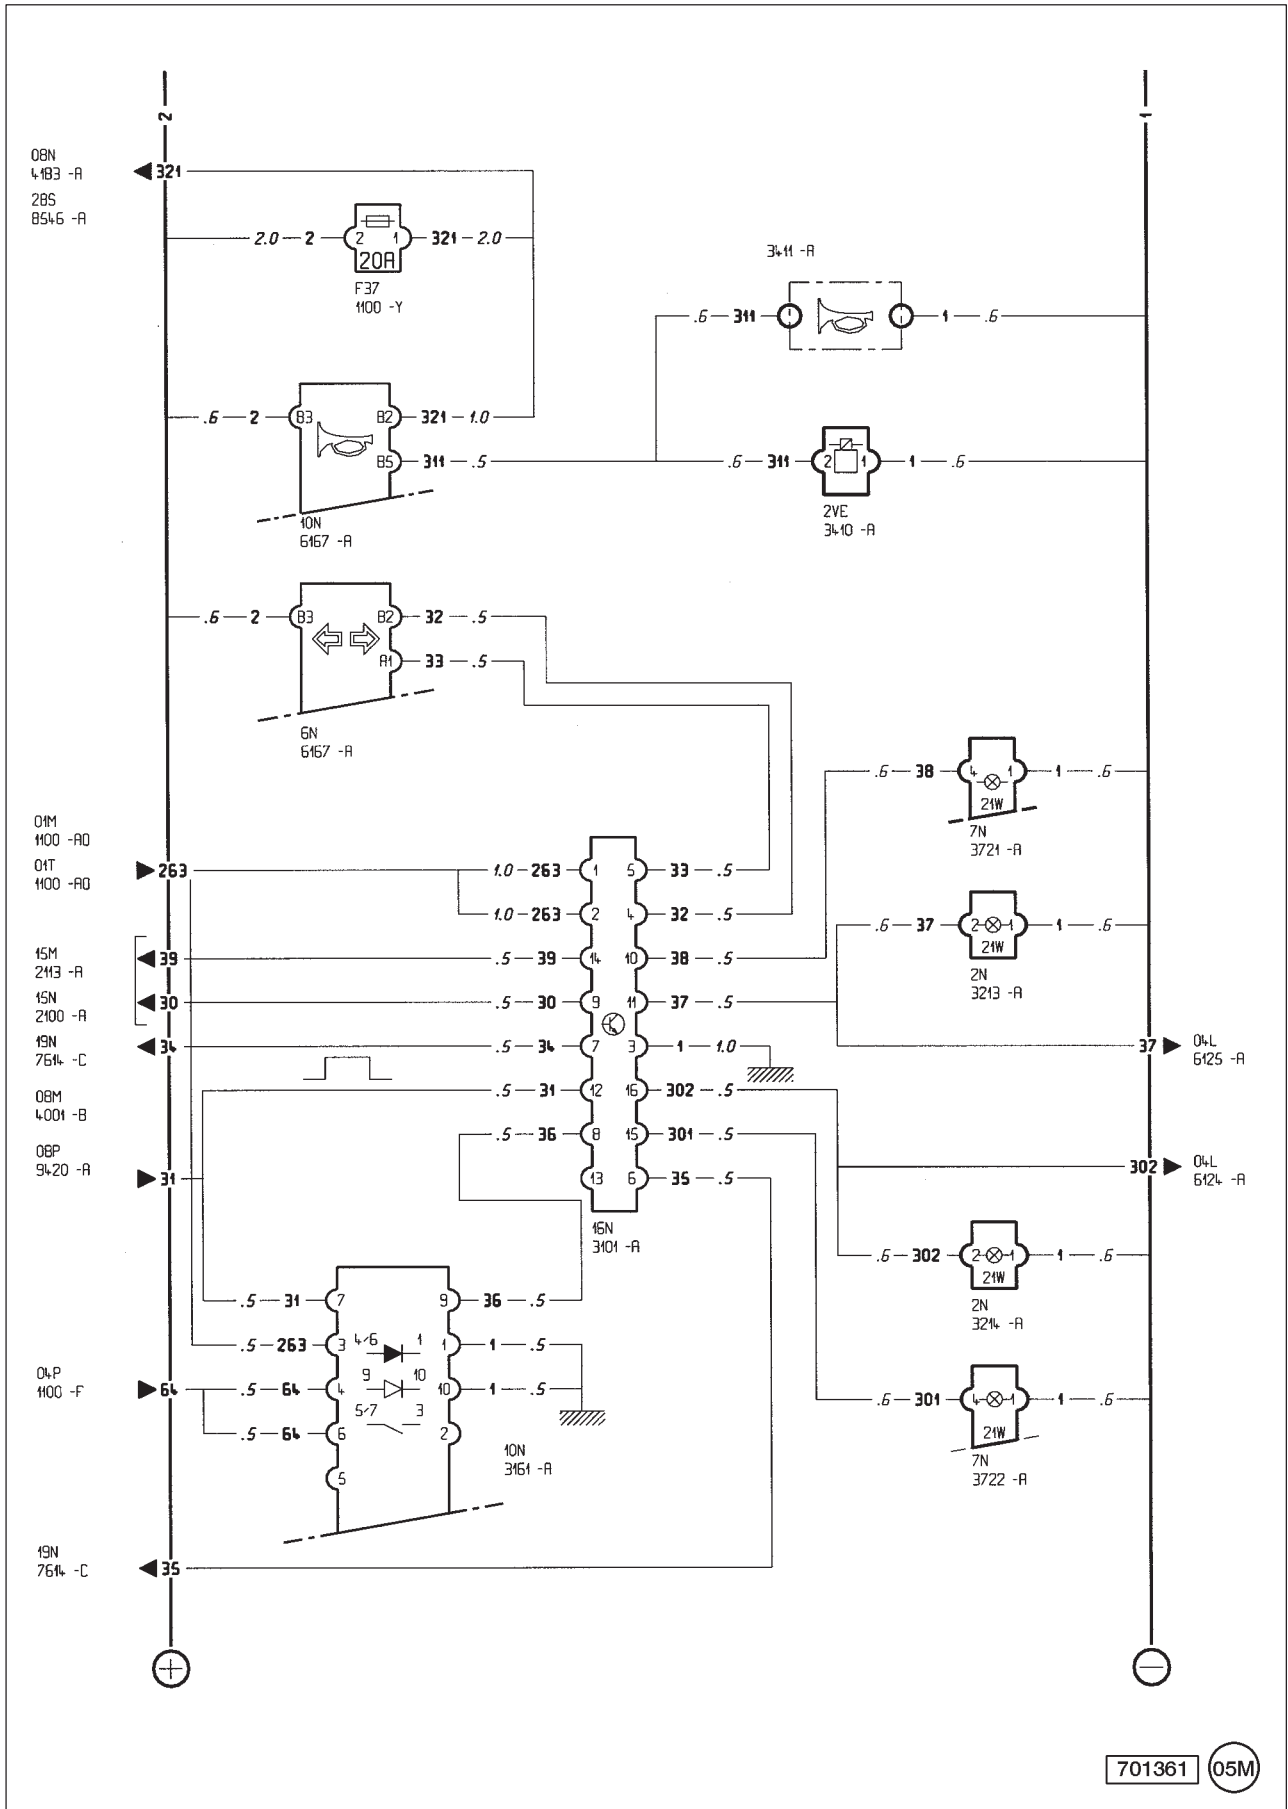 2
1
08N
4183 -A
28S
8546 -A
321
2.0 2
2 1
321 2.0
20A
F37
1100 -Y
3411 -A
.6 311
1 .6
.6 2
B3 B2
321 1.0
B5
311 .5
.6 311
2 1
1 .6
2VE
3410 -A
10N
6167 -A
.6 2
B3 B2
32 .5
A1
33 .5
6N
6167 -A
.6 38
4 1
1 .6
21W
7N
3721 -A
01M
1100 -AO
01T
1100 -AO
263
1.0 263
1 5
33 .5
1.0 263
2 4
32 .5
.6 37
2 1
1 .6
21W
2N
3213 -A
15M
2113 -A
39
.5 39
14 10
38 .5
15N
2100 -A
30
.5 30
9 11
37 .5
19N
7614 -C
34
.5 34
7 3
1 1.0
37
04L
6125 -A
08M
4001 -B
.5 31
12 16
302 .5
.5 36
8 15
301 .5
08P
9420 -A
31
13 6
35 .5
302
04L
6124 -A
16N
3101 -A
.6 302
2 1
1 .6
21W
2N
3214 -A
.5 31
7 9
36 .5
.5 263
3 4/6 1 1
1 .5
04P
1100 -F
64
.5 64
4 9 10 10
1 .5
5/7 3
.5 64
6 2
5
10N
3161 -A
.6 301
4 1
1 .6
21W
7N
3722 -A
19N
7614 -C
35
+
−
701361
05M